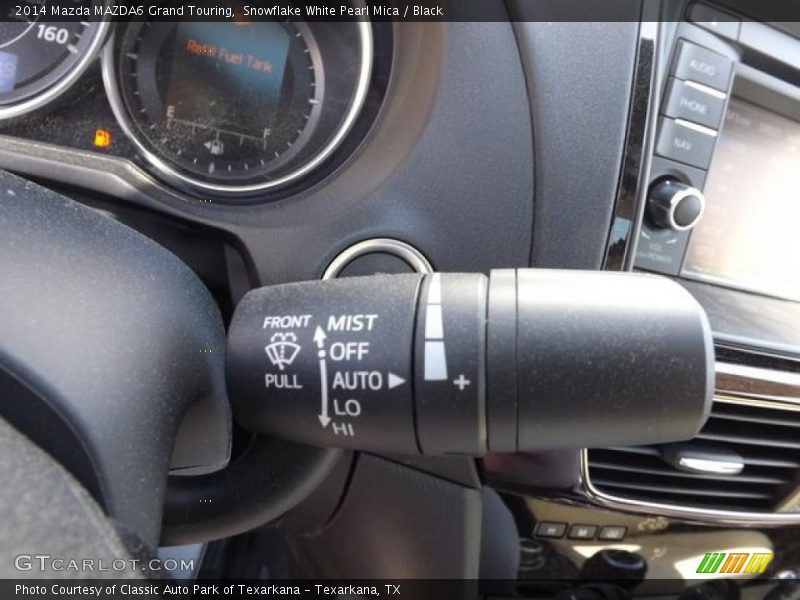 2014 Mazda MAZDA6 Grand Touring,  Snowflake White Pearl Mica / Black
160
Refill Fuel Tank
E
F
AUDIO
PHONE
NAV
VOL
FRONT
PULL
MIST
OFF
AUTO
LO
HI
+
H
M
GTCARLOT.COM
Photo Courtesy of Classic Auto Park of Texarkana – Texarkana, TX